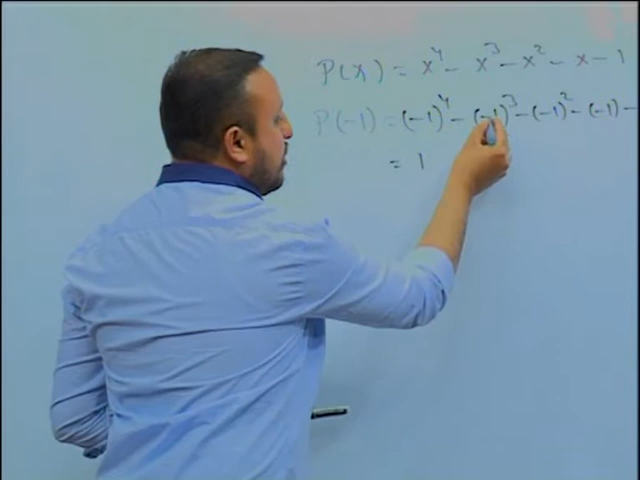 P(x) = x⁴ - x³ - x² - x - 1
P(-1) = (-1)⁴ - (-1)³ - (-1)² - (-1) -
= 1